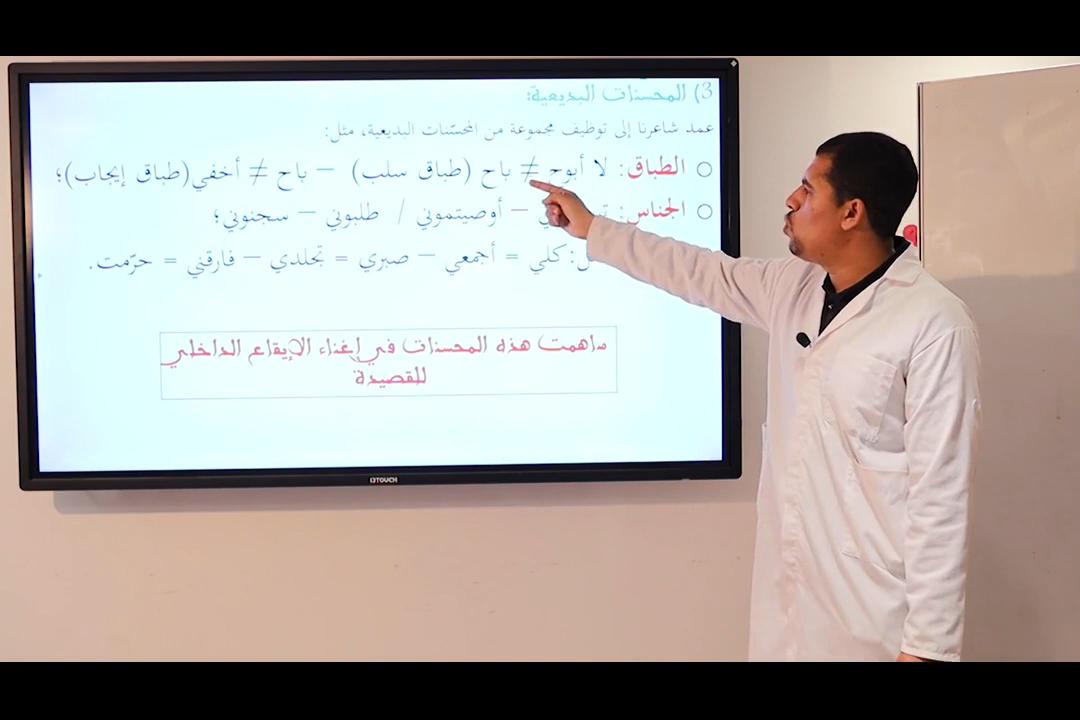 3) المحسنات البديعية:
عمد شاعرنا إلى توظيف مجموعة من المحسّنات البديعية، مثل:
○ الطباق: لا أبوح ≠ باح (طباق سلب) – باح ≠ أخفي(طباق إيجاب)؛
○ الجناس: – أوصيتموني / طلبوني – سجنوني؛
كلي = أجمعي – صبري = تجلدي – فارقني = حرّمت.
ساهمت هذه المحسنات في إغناء الإيقاع الداخلي
للقصيدة
i3TOUCH